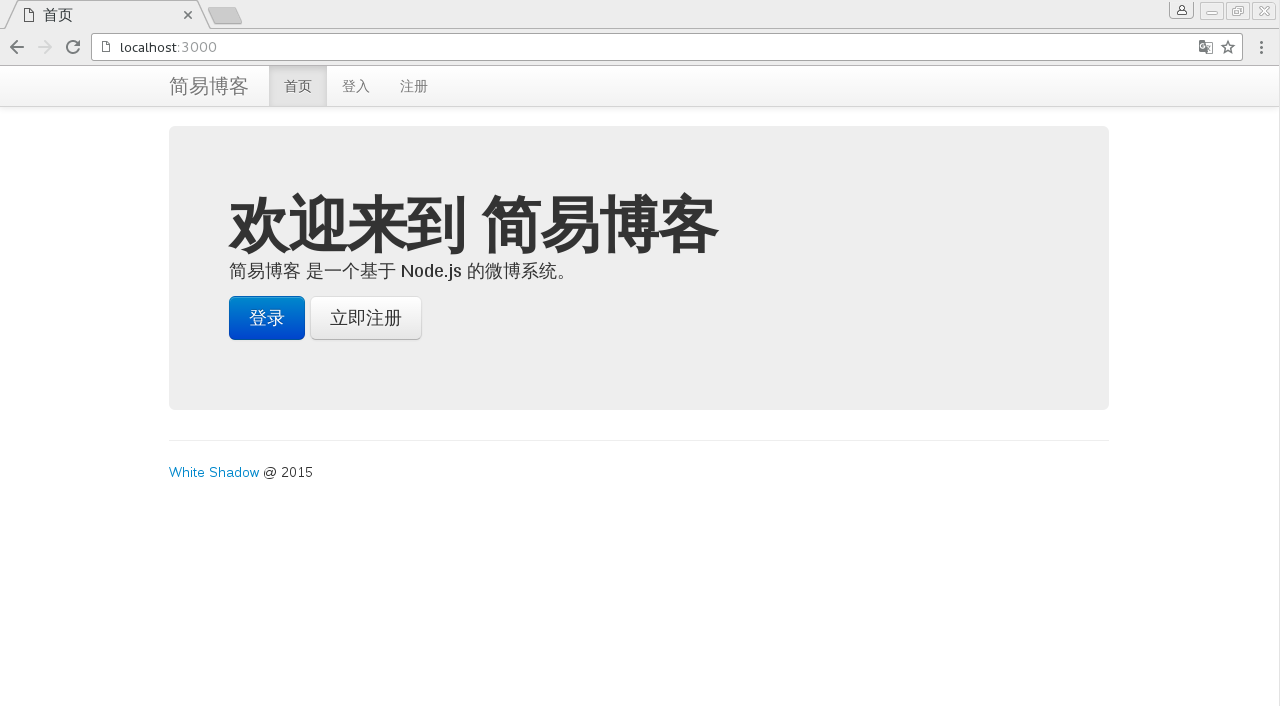 首页
localhost:3000
简易博客 首页 登入 注册
欢迎来到 简易博客
简易博客 是一个基于 Node.js 的微博系统。
登录 立即注册
White Shadow @ 2015